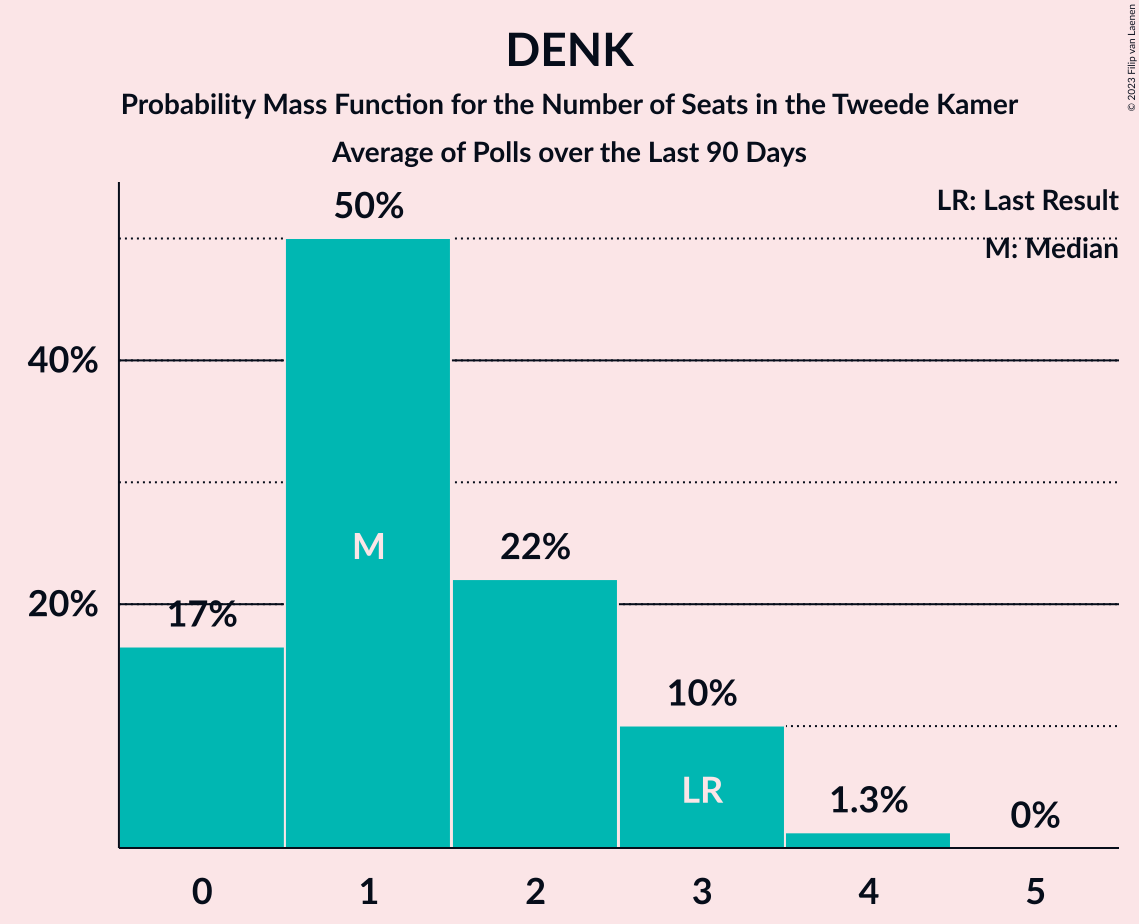 DENK
Probability Mass Function for the Number of Seats in the Tweede Kamer
Average of Polls over the Last 90 Days
© 2023 Filip van Laenen
LR: Last Result
M: Median
50%
40%
M
22%
20%
17%
10%
LR
1.3%
0%
0 1 2 3 4 5